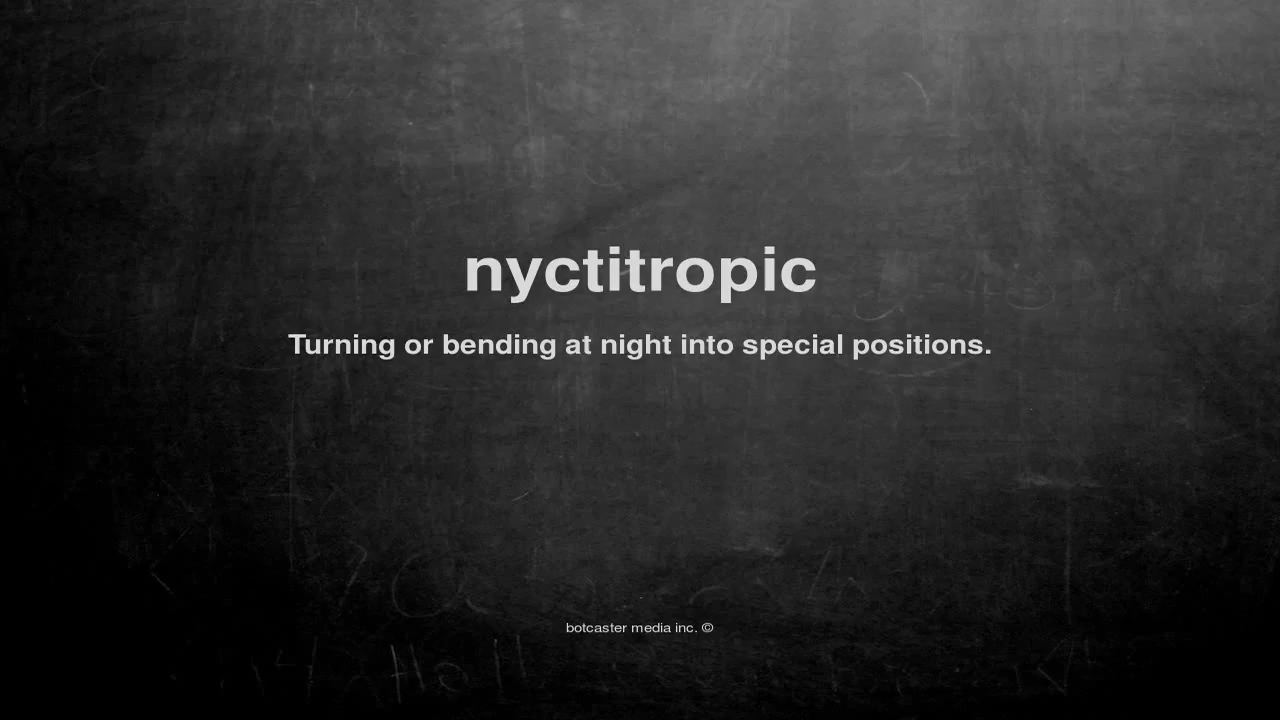 nyctitropic
Turning or bending at night into special positions.
botcaster media inc. ©